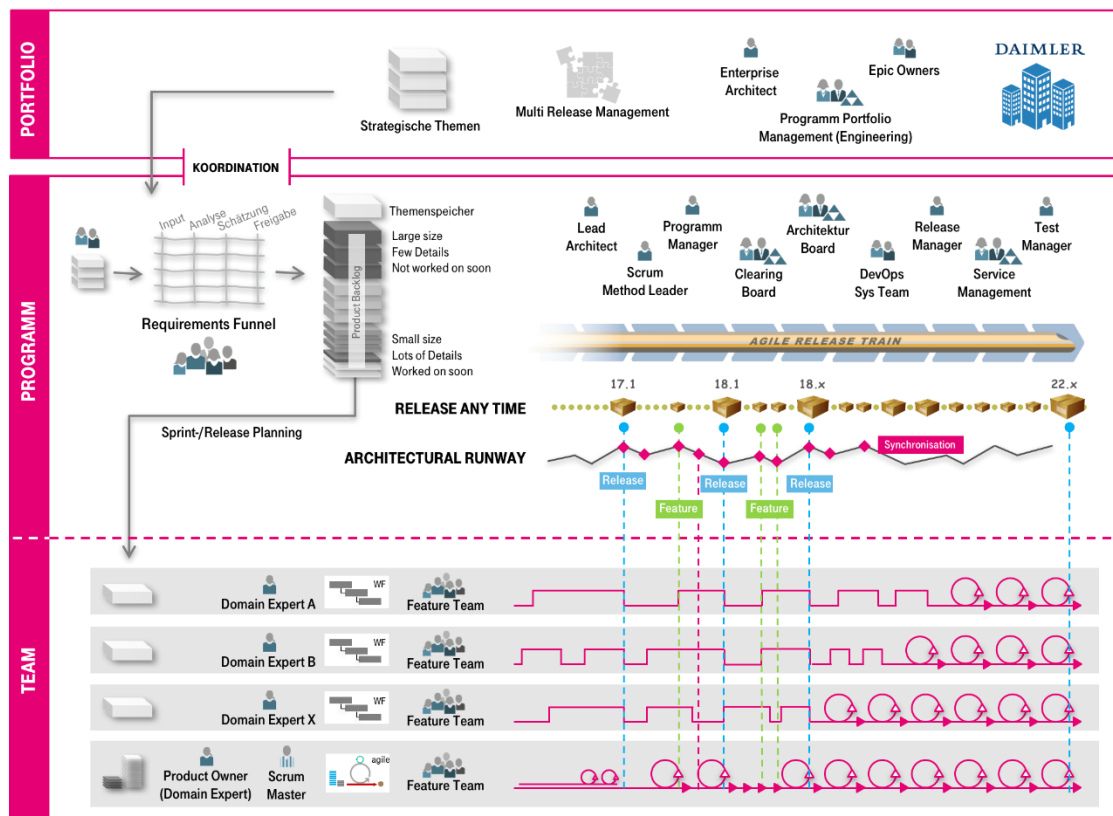 PORTFOLIO
Strategische Themen
Multi Release Management
Enterprise
Architect
Epic Owners
Programm Portfolio
Management (Engineering)
DAIMLER
KOORDINATION
PROGRAMM
Input
Analyse
Schätzung
Freigabe
Requirements Funnel
Themenspeicher
Large size
Few Details
Not worked on soon
Product Backlog
Small size
Lots of Details
Worked on soon
Lead
Architect
Programm
Manager
Architektur
Board
Release
Manager
Test
Manager
Scrum
Method Leader
Clearing
Board
DevOps
Sys Team
Service
Management
AGILE RELEASE TRAIN
17.1
18.1
18.x
22.x
RELEASE ANY TIME
Sprint-/Release Planning
ARCHITECTURAL RUNWAY
Synchronisation
Release
Release
Release
Feature
Feature
TEAM
Domain Expert A
WF
Feature Team
Domain Expert B
WF
Feature Team
Domain Expert X
WF
Feature Team
Product Owner
(Domain Expert)
Scrum
Master
agile
Feature Team